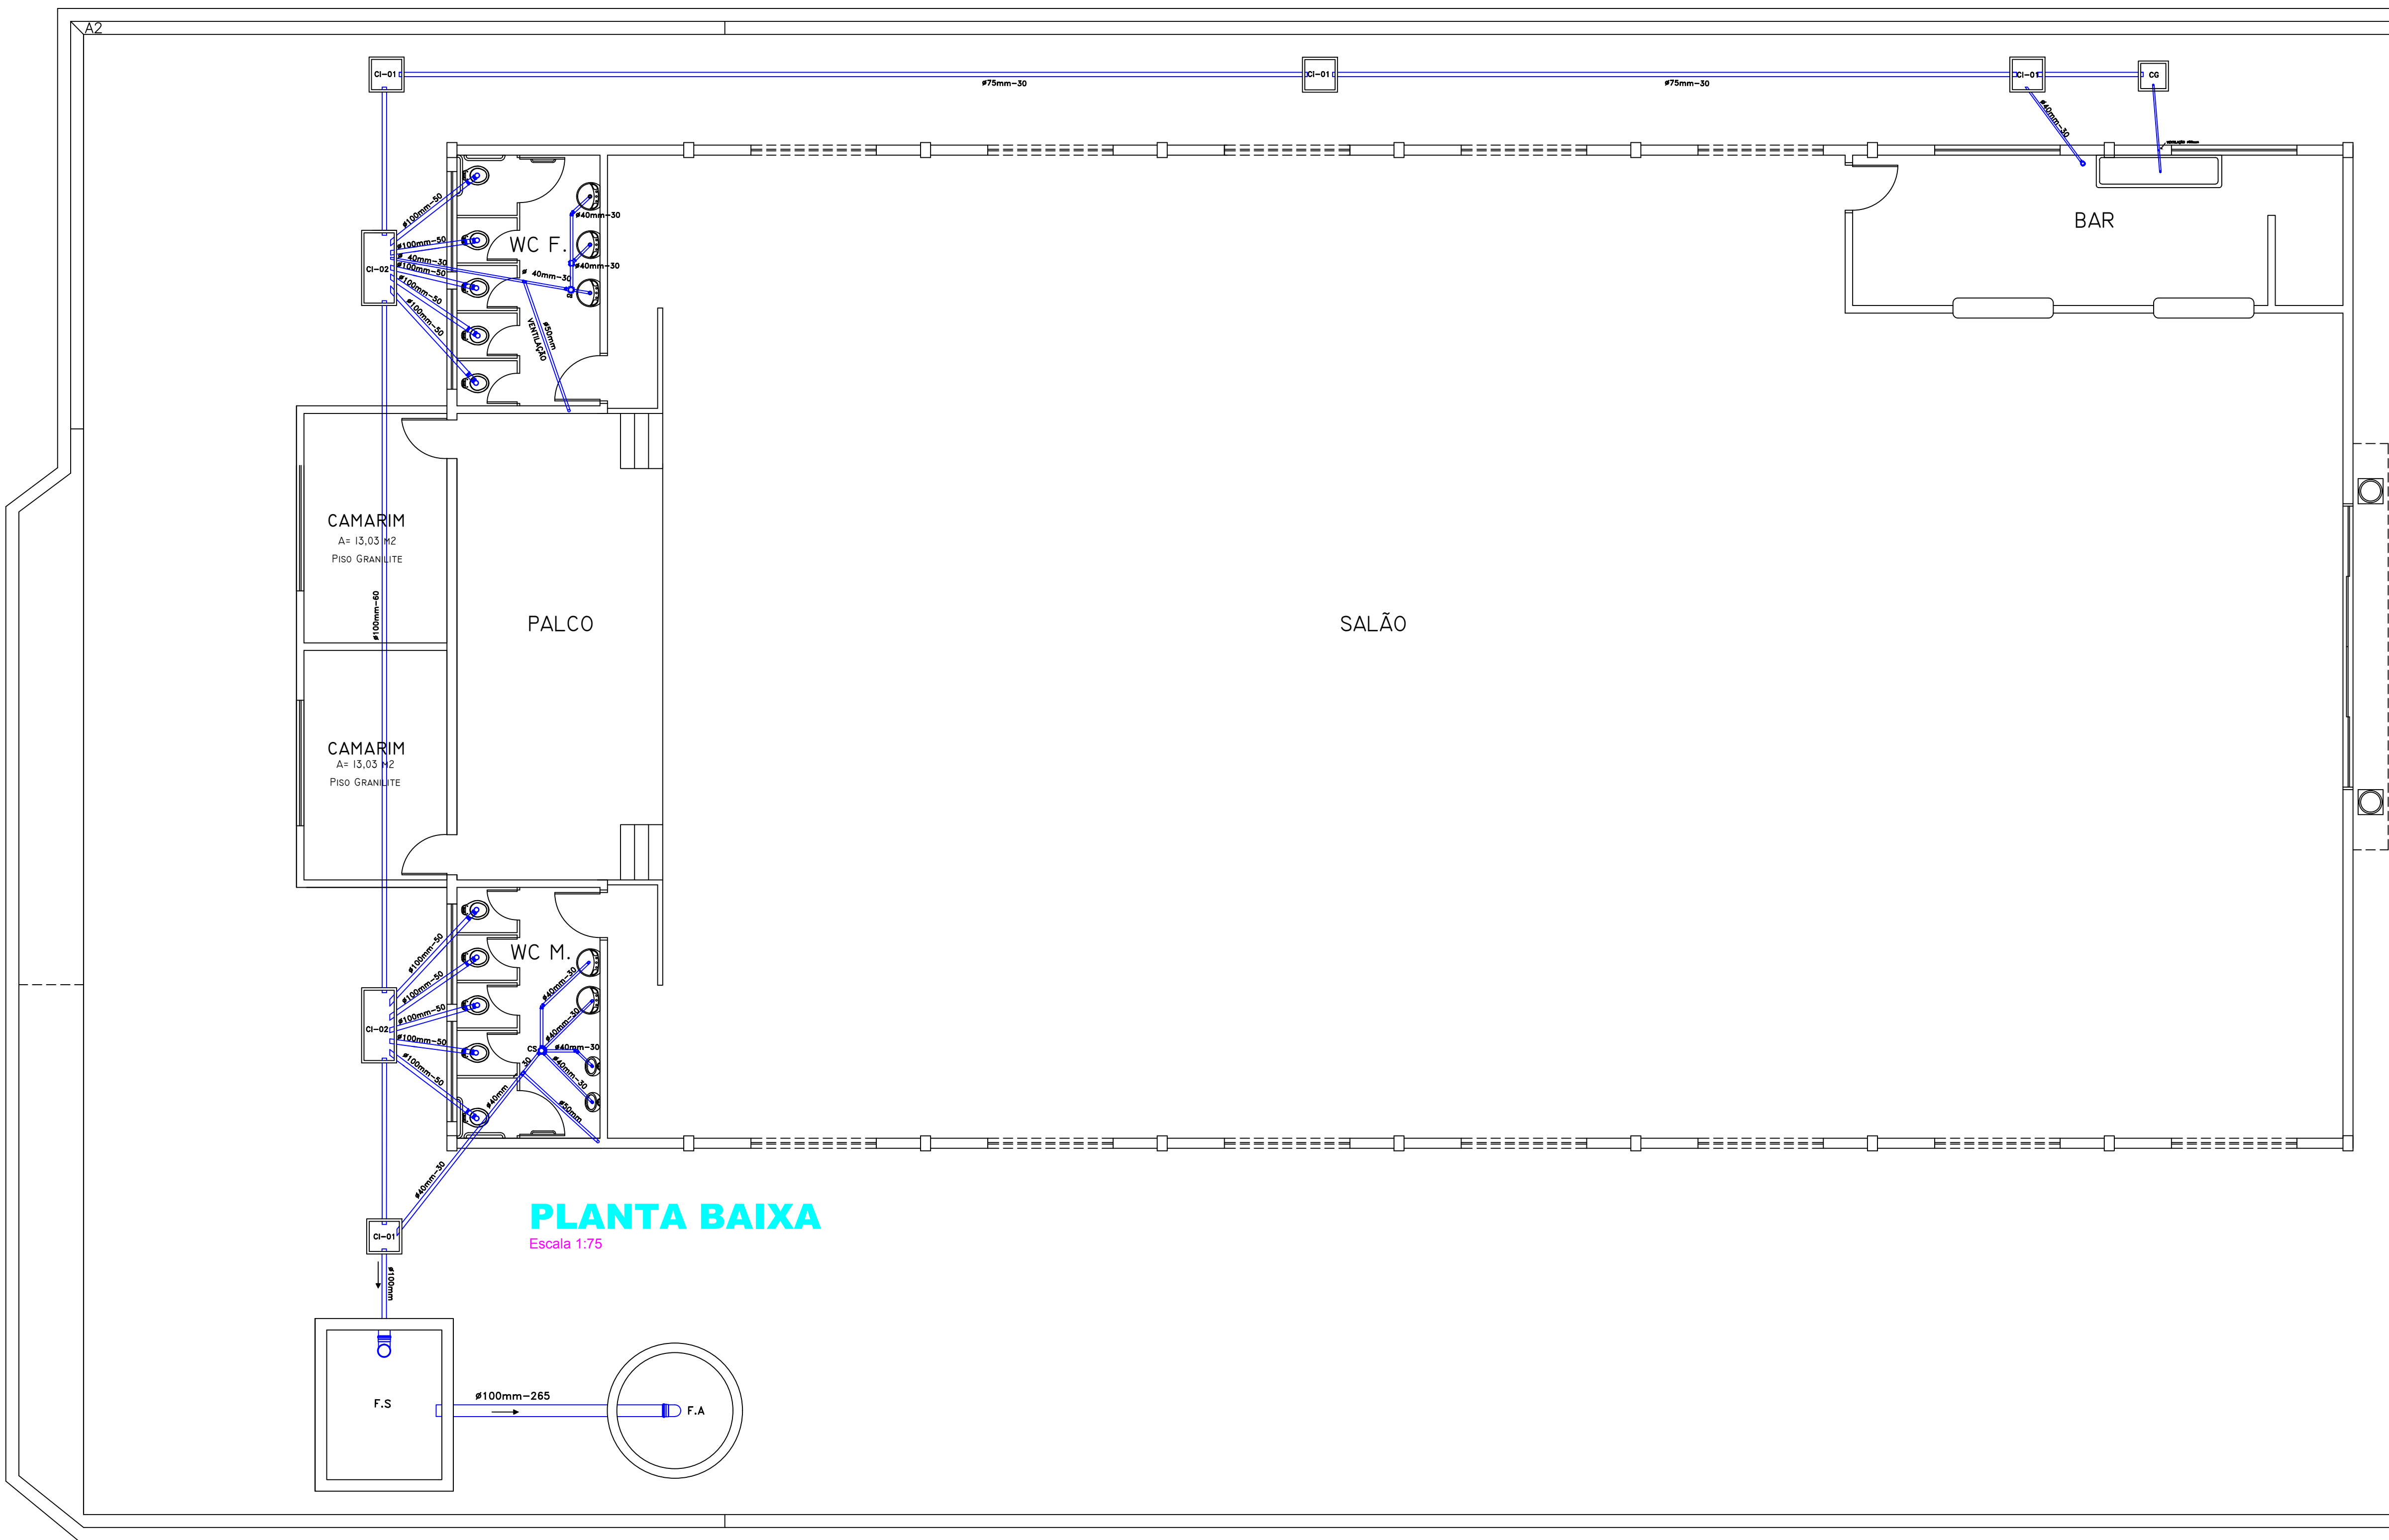 A2
CI-01
CI-01
CI-01
CG
ø75mm-30
ø75mm-30
ø40mm-30
BAR
WC F.
ø100mm-50
ø100mm-50
ø 40mm-30
ø100mm-50
ø100mm-50
ø100mm-50
CI-02
ø40mm-30
ø40mm-30
ø 40mm-30
ø50mm
VENTILAÇÃO
CAMARIM
A= 13,03 M2
PISO GRANILITE
ø100mm-60
PALCO
SALÃO
CAMARIM
A= 13,03 M2
PISO GRANILITE
WC M.
ø100mm-50
ø100mm-50
ø100mm-50
ø100mm-50
ø100mm-50
CI-02
ø40mm-30
ø40mm-30
CS
ø40mm-30
ø40mm-30
ø40mm
30
ø50mm
ø40mm-30
CI-01
ø100mm
PLANTA BAIXA
Escala 1:75
F.S
ø100mm-265
F.A